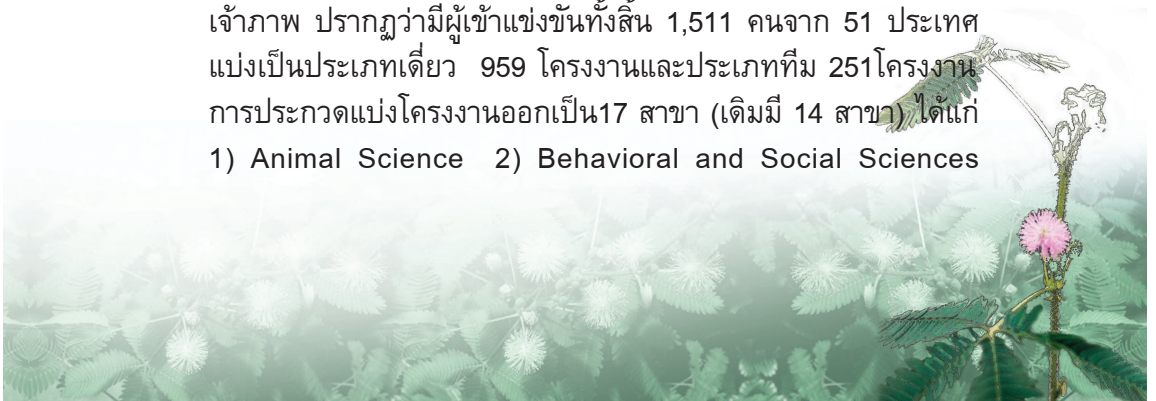 เจ้าภาพ ปรากฏว่ามีผู้เข้าแข่งขันทั้งสิ้น 1,511 คนจาก 51 ประเทศ
แบ่งเป็นประเภทเดี่ยว 959 โครงงานและประเภททีม 251โครงงาน
การประกวดแบ่งโครงงานออกเป็น17 สาขา (เดิมมี 14 สาขา) ได้แก่
1) Animal Science 2) Behavioral and Social Sciences